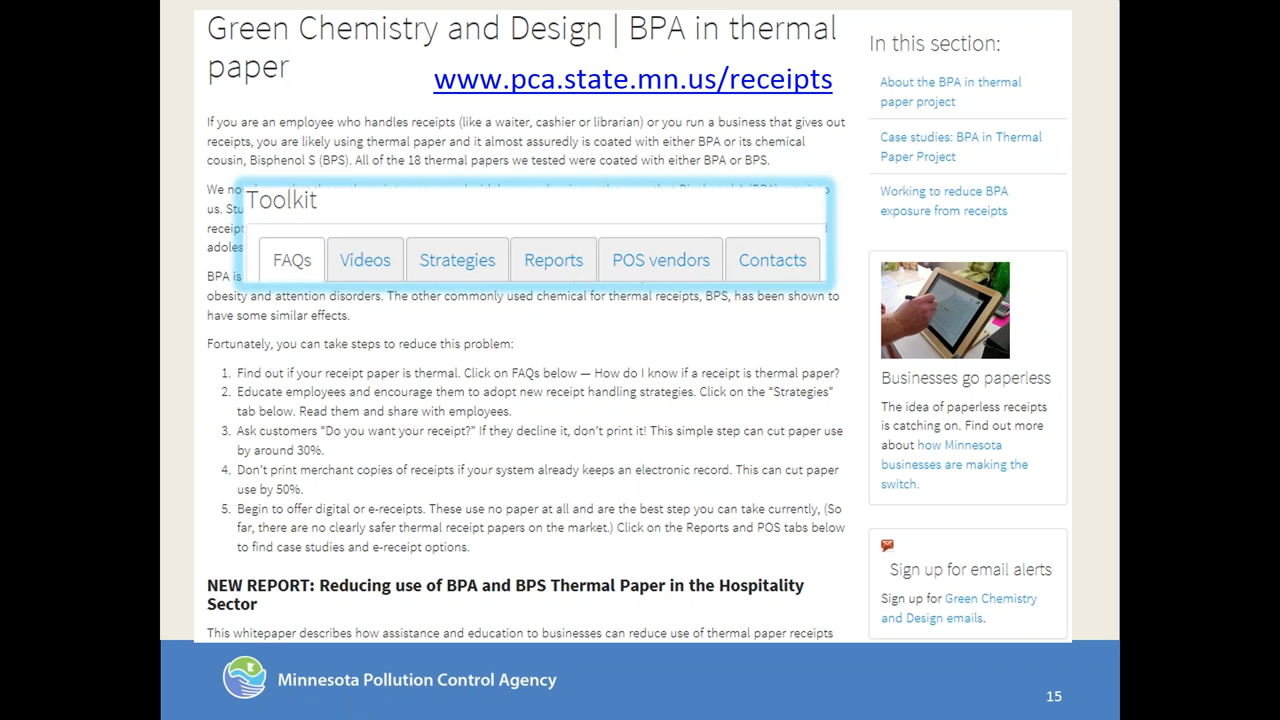 Green Chemistry and Design | BPA in thermal
paper
www.pca.state.mn.us/receipts
If you are an employee who handles receipts (like a waiter, cashier or librarian) or you run a business that gives out
receipts, you are likely using thermal paper and it almost assuredly is coated with either BPA or its chemical
cousin, Bisphenol S (BPS). All of the 18 thermal papers we tested were coated with either BPA or BPS.
We
us.
Toolkit
FAQs Videos Strategies Reports POS vendors Contacts
BPA is
obesity and attention disorders. The other commonly used chemical for thermal receipts, BPS, has been shown to
have some similar effects.
Fortunately, you can take steps to reduce this problem:
1. Find out if your receipt paper is thermal. Click on FAQs below — How do I know if a receipt is thermal paper?
2. Educate employees and encourage them to adopt new receipt handling strategies. Click on the “Strategies”
tab below. Read them and share with employees.
3. Ask customers “Do you want your receipt?” If they decline it, don’t print it! This simple step can cut paper use
by around 30%.
4. Don’t print merchant copies of receipts if your system already keeps an electronic record. This can cut paper
use by 50%.
5. Begin to offer digital or e-receipts. These use no paper at all and are the best step you can take currently, (So
far, there are no clearly safer thermal receipt papers on the market.) Click on the Reports and POS tabs below
to find case studies and e-receipt options.
NEW REPORT: Reducing use of BPA and BPS Thermal Paper in the Hospitality
Sector
This whitepaper describes how assistance and education to businesses can reduce use of thermal paper receipts
In this section:
About the BPA in thermal
paper project
Case studies: BPA in Thermal
Paper Project
Working to reduce BPA
exposure from receipts
Businesses go paperless
The idea of paperless receipts
is catching on. Find out more
about how Minnesota
businesses are making the
switch.
Sign up for email alerts
Sign up for Green Chemistry
and Design emails.
Minnesota Pollution Control Agency
15